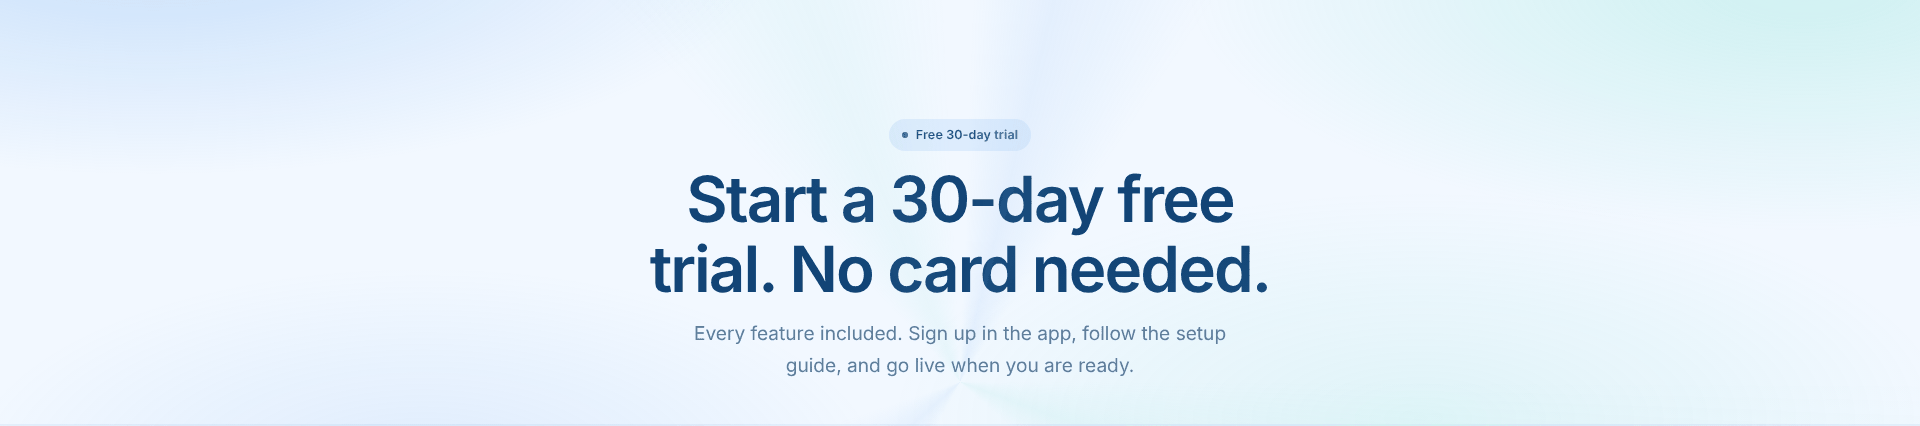 Free 30-day trial
Start a 30-day free
trial. No card needed.
Every feature included. Sign up in the app, follow the setup
guide, and go live when you are ready.